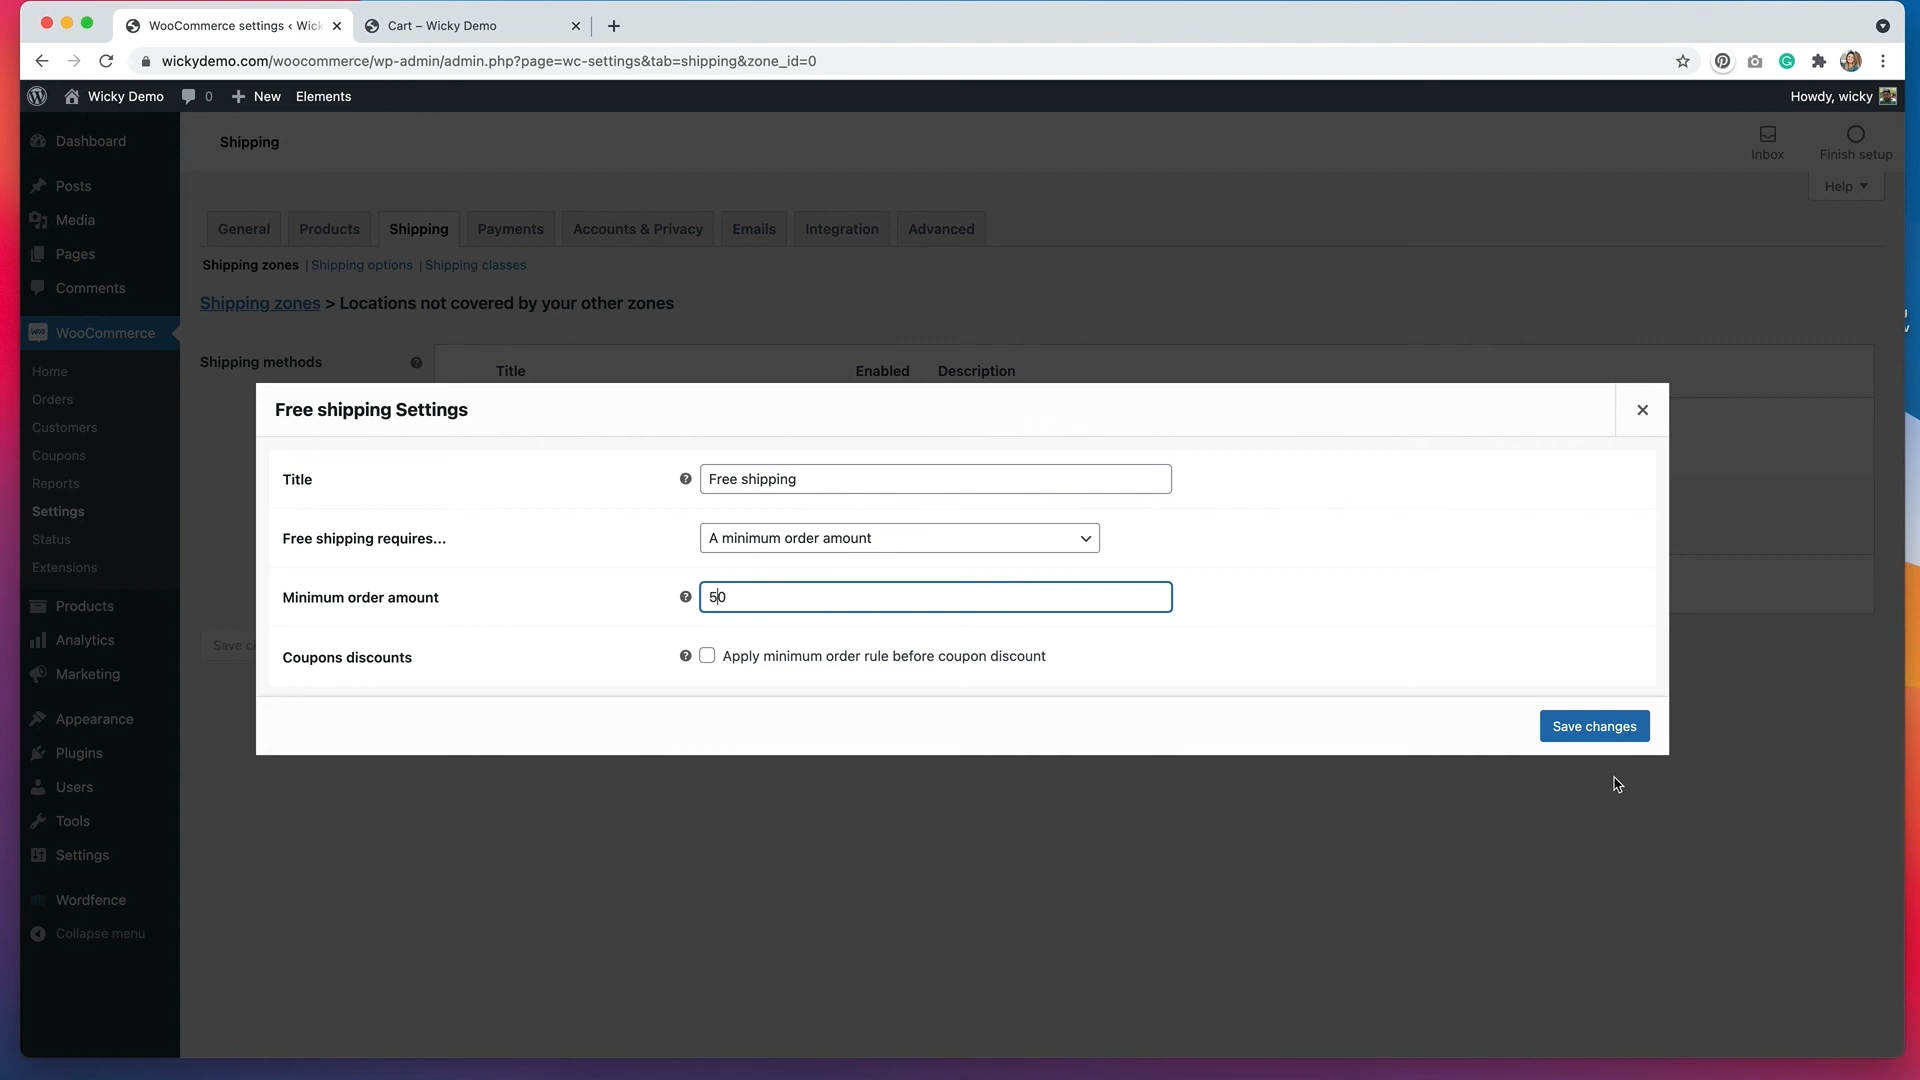 WooCommerce settings ‹ Wick
Cart – Wicky Demo
wickydemo.com/woocommerce/wp-admin/admin.php?page=wc-settings&tab=shipping&zone_id=0
Wicky Demo
0
New
Elements
Howdy, wicky
Dashboard
Posts
Media
Pages
Comments
WooCommerce
Home
Orders
Customers
Coupons
Reports
Settings
Status
Extensions
Products
Analytics
Marketing
Appearance
Plugins
Users
Tools
Settings
Wordfence
Collapse menu
Shipping
Inbox
Finish setup
Help
General
Products
Shipping
Payments
Accounts & Privacy
Emails
Integration
Advanced
Shipping zones | Shipping options | Shipping classes
Shipping zones > Locations not covered by your other zones
Shipping methods
Title
Enabled
Description
Free shipping Settings
Title
Free shipping
Free shipping requires...
A minimum order amount
Minimum order amount
50
Coupons discounts
Apply minimum order rule before coupon discount
Save changes
Save c